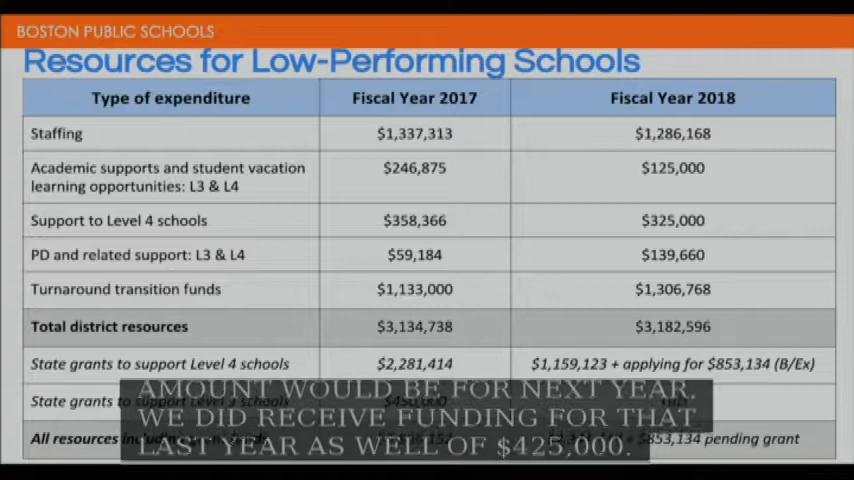 BOSTON PUBLIC SCHOOLS
Resources for Low-Performing Schools
Type of expenditure Fiscal Year 2017 Fiscal Year 2018
Staffing $1,337,313 $1,286,168
Academic supports and student vacation
learning opportunities: L3 & L4 $246,875 $125,000
Support to Level 4 schools $358,366 $325,000
PD and related support: L3 & L4 $59,184 $139,660
Turnaround transition funds $1,133,000 $1,306,768
Total district resources $3,134,738 $3,182,596
State grants to support Level 4 schools $2,281,414 $1,159,123 + applying for $853,134 (B/Ex)
State grants to support schools
All resources $853,134 pending grant
AMOUNT WOULD BE FOR NEXT YEAR.
WE DID RECEIVE FUNDING FOR THAT
LAST YEAR AS WELL OF $425,000.